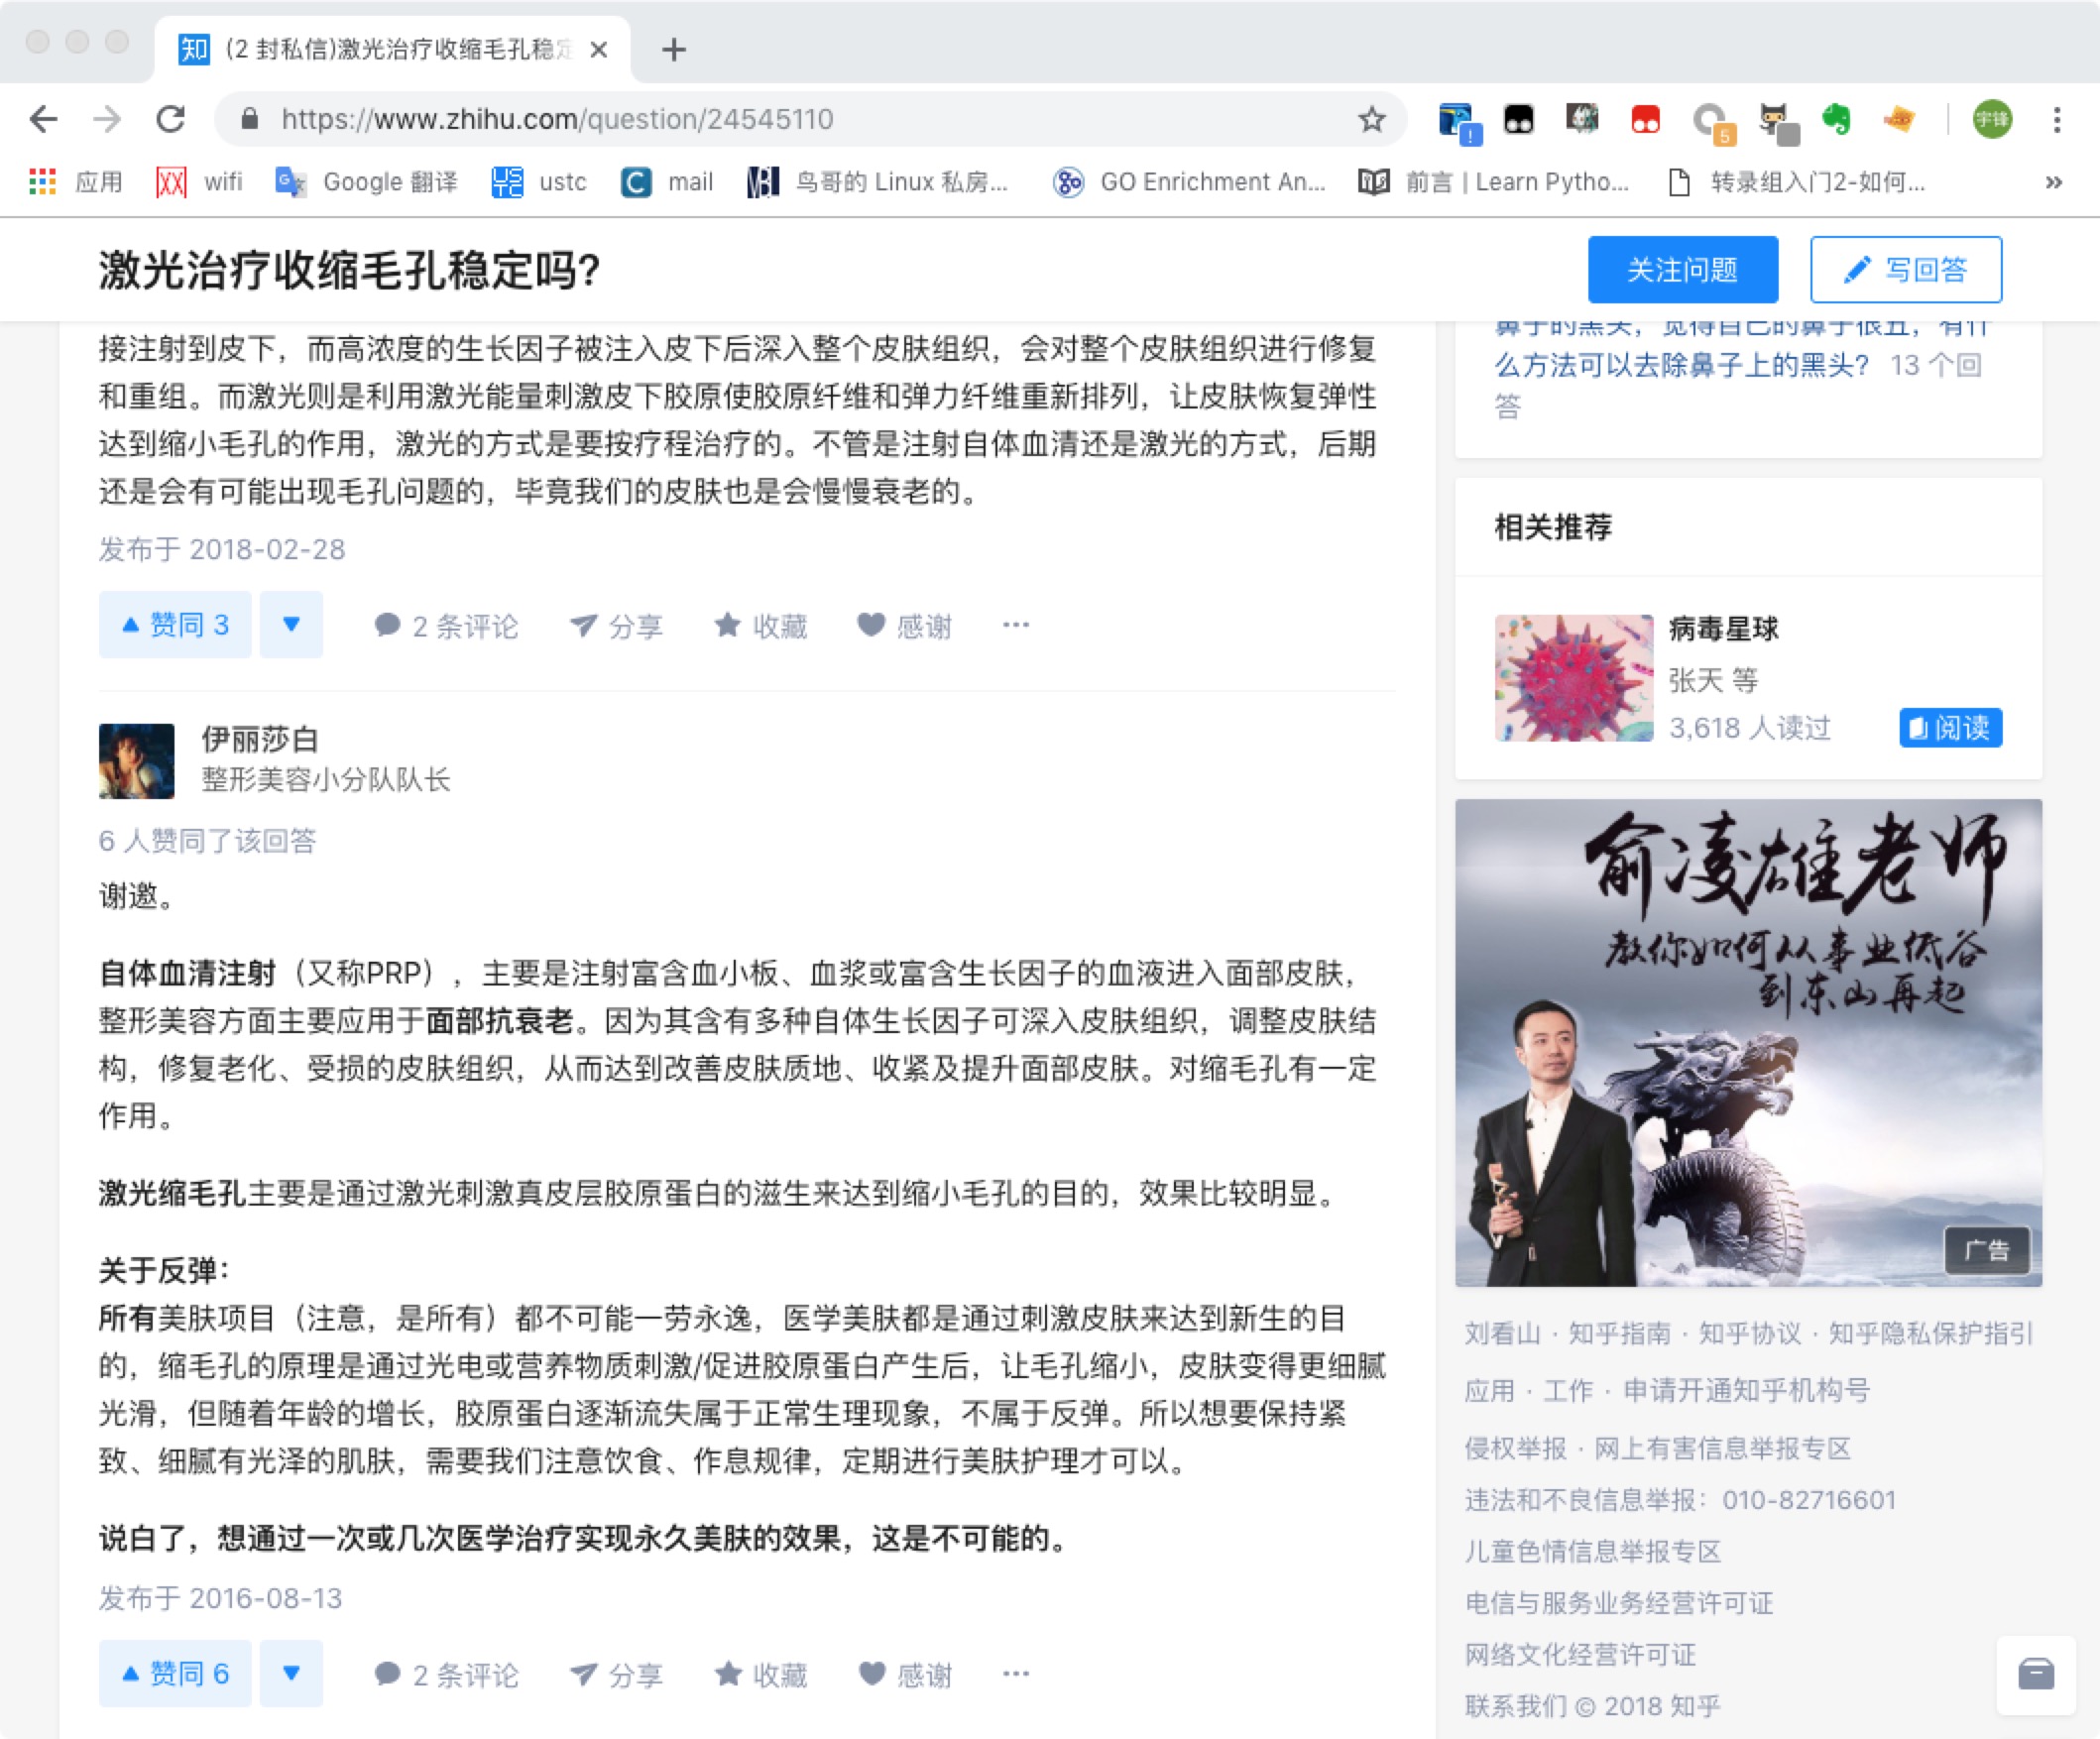 (2 封私信)激光治疗收缩毛孔稳定
https://www.zhihu.com/question/24545110
应用 wifi Google 翻译 ustc mail 鸟哥的 Linux 私房... GO Enrichment An... 前言 | Learn Pytho... 转录组入门2-如何...
激光治疗收缩毛孔稳定吗?
关注问题
写回答
接注射到皮下，而高浓度的生长因子被注入皮下后深入整个皮肤组织，会对整个皮肤组织进行修复
和重组。而激光则是利用激光能量刺激皮下胶原使胶原纤维和弹力纤维重新排列，让皮肤恢复弹性
达到缩小毛孔的作用，激光的方式是要按疗程治疗的。不管是注射自体血清还是激光的方式，后期
还是会有可能出现毛孔问题的，毕竟我们的皮肤也是会慢慢衰老的。
发布于 2018-02-28
赞同 3 2 条评论 分享 收藏 感谢 ···
伊丽莎白
整形美容小分队队长
6 人赞同了该回答
谢邀。
自体血清注射（又称PRP），主要是注射富含血小板、血浆或富含生长因子的血液进入面部皮肤，
整形美容方面主要应用于面部抗衰老。因为其含有多种自体生长因子可深入皮肤组织，调整皮肤结
构，修复老化、受损的皮肤组织，从而达到改善皮肤质地、收紧及提升面部皮肤。对缩毛孔有一定
作用。
激光缩毛孔主要是通过激光刺激真皮层胶原蛋白的滋生来达到缩小毛孔的目的，效果比较明显。
关于反弹：
所有美肤项目（注意，是所有）都不可能一劳永逸，医学美肤都是通过刺激皮肤来达到新生的目
的，缩毛孔的原理是通过光电或营养物质刺激/促进胶原蛋白产生后，让毛孔缩小，皮肤变得更细腻
光滑，但随着年龄的增长，胶原蛋白逐渐流失属于正常生理现象，不属于反弹。所以想要保持紧
致、细腻有光泽的肌肤，需要我们注意饮食、作息规律，定期进行美肤护理才可以。
说白了，想通过一次或几次医学治疗实现永久美肤的效果，这是不可能的。
发布于 2016-08-13
赞同 6 2 条评论 分享 收藏 感谢 ···
鼻子的黑头，觉得自己的鼻子很丑，有什
么方法可以去除鼻子上的黑头？ 13 个回
答
相关推荐
病毒星球
张天 等
3,618 人读过
阅读
俞凌雄老师
教你如何从事业低谷
到东山再起
广告
刘看山 · 知乎指南 · 知乎协议 · 知乎隐私保护指引
应用 · 工作 · 申请开通知乎机构号
侵权举报 · 网上有害信息举报专区
违法和不良信息举报：010-82716601
儿童色情信息举报专区
电信与服务业务经营许可证
网络文化经营许可证
联系我们 © 2018 知乎